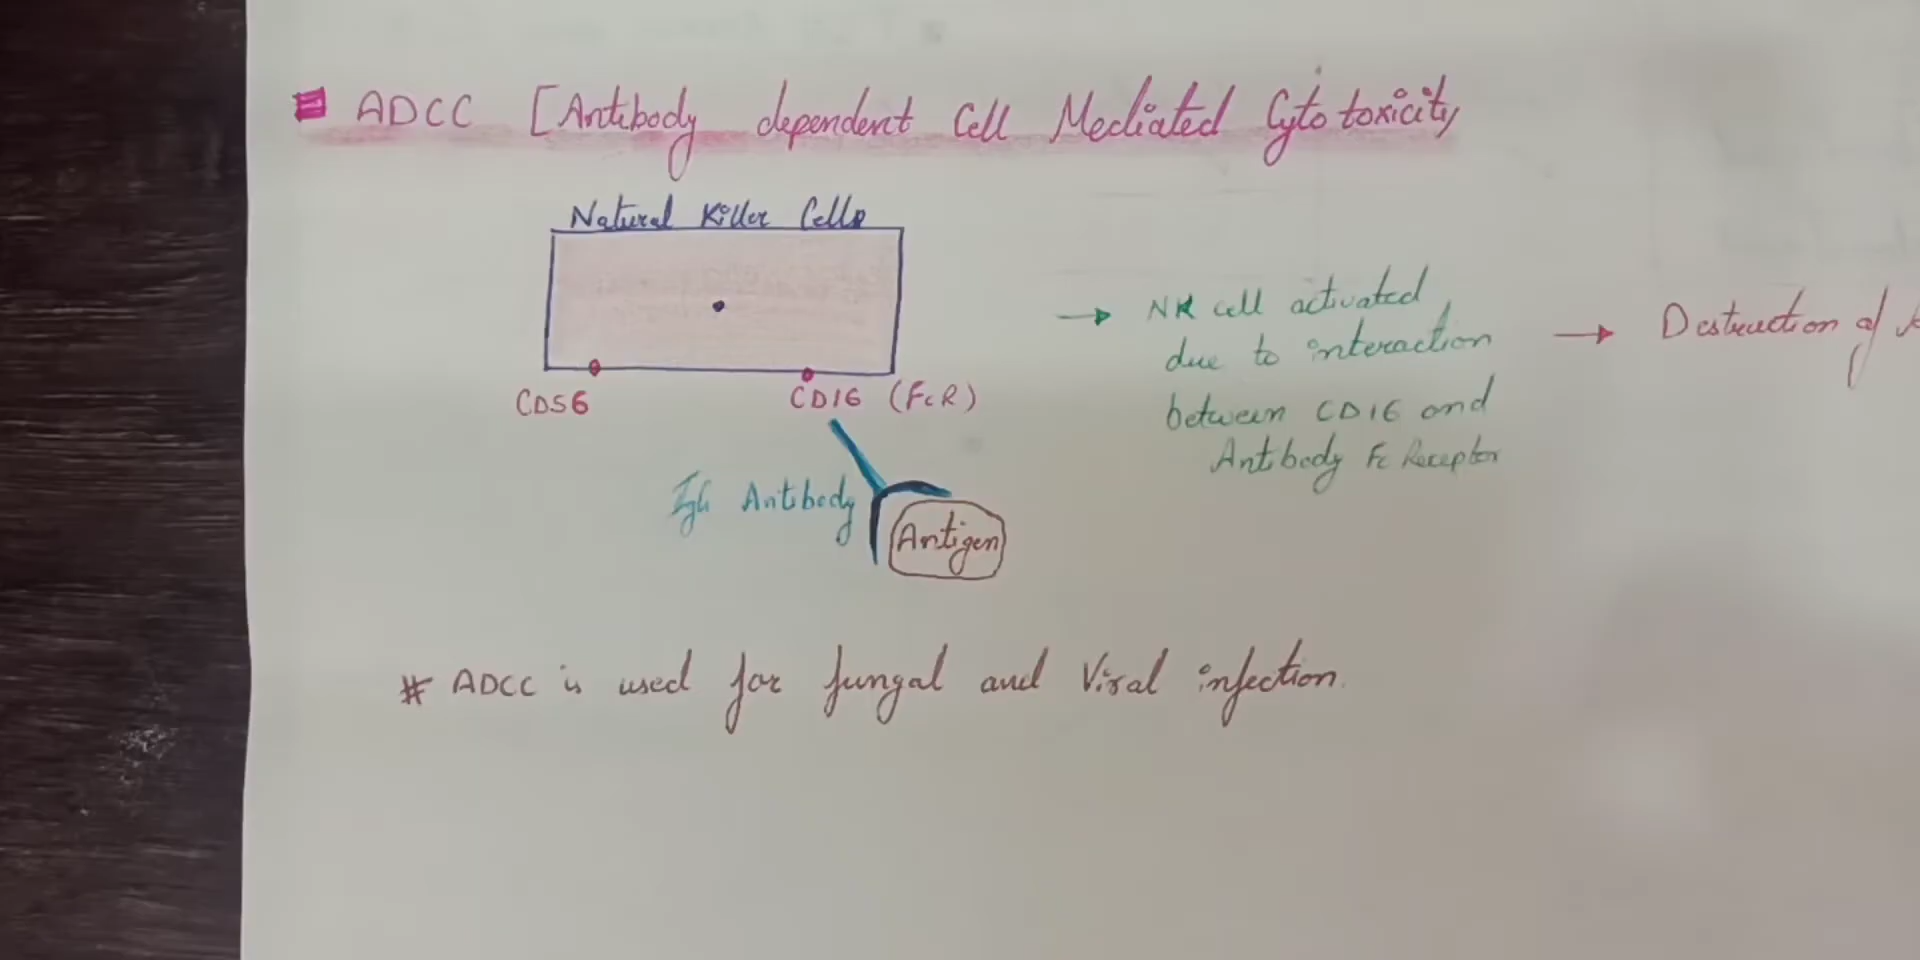 ADCC [Antibody dependent Cell Mediated Cytotoxicity
Natural Killer Cells
CD56
CD16 (FcR)
IgG Antibody
Antigen
→ NK cell activated
due to interaction
between CD16 and
Antibody Fc Receptor
→ Destruction of
# ADCC is used for fungal and Viral infection.